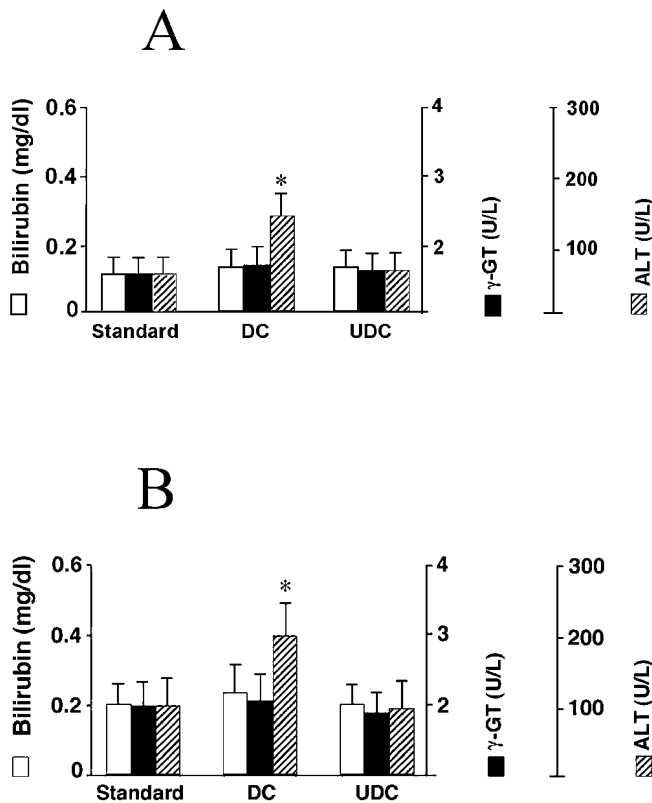 A
Bilirubin (mg/dl)
0.6
0.4
0.2
0
*
Standard
DC
UDC
4
3
2
1
γ-GT (U/L)
300
200
100
ALT (U/L)
B
Bilirubin (mg/dl)
0.6
0.4
0.2
0
*
Standard
DC
UDC
4
3
2
1
γ-GT (U/L)
300
200
100
ALT (U/L)